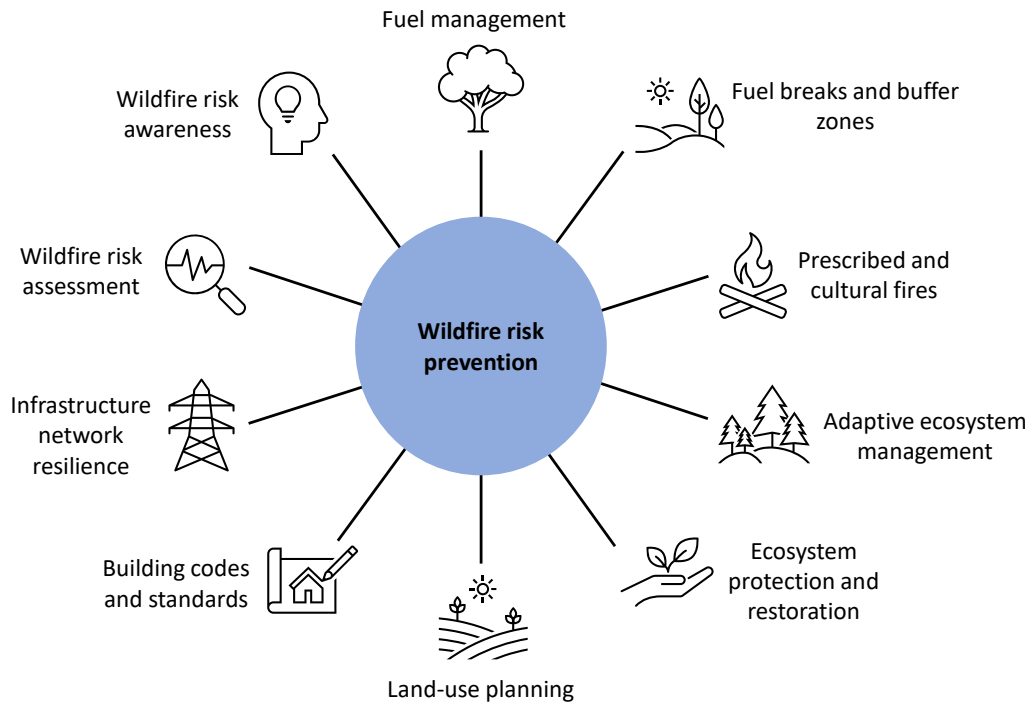 Fuel management
Fuel breaks and buffer
zones
Prescribed and
cultural fires
Adaptive ecosystem
management
Ecosystem
protection and
restoration
Land-use planning
Building codes
and standards
Infrastructure
network
resilience
Wildfire risk
assessment
Wildfire risk
awareness
Wildfire risk
prevention